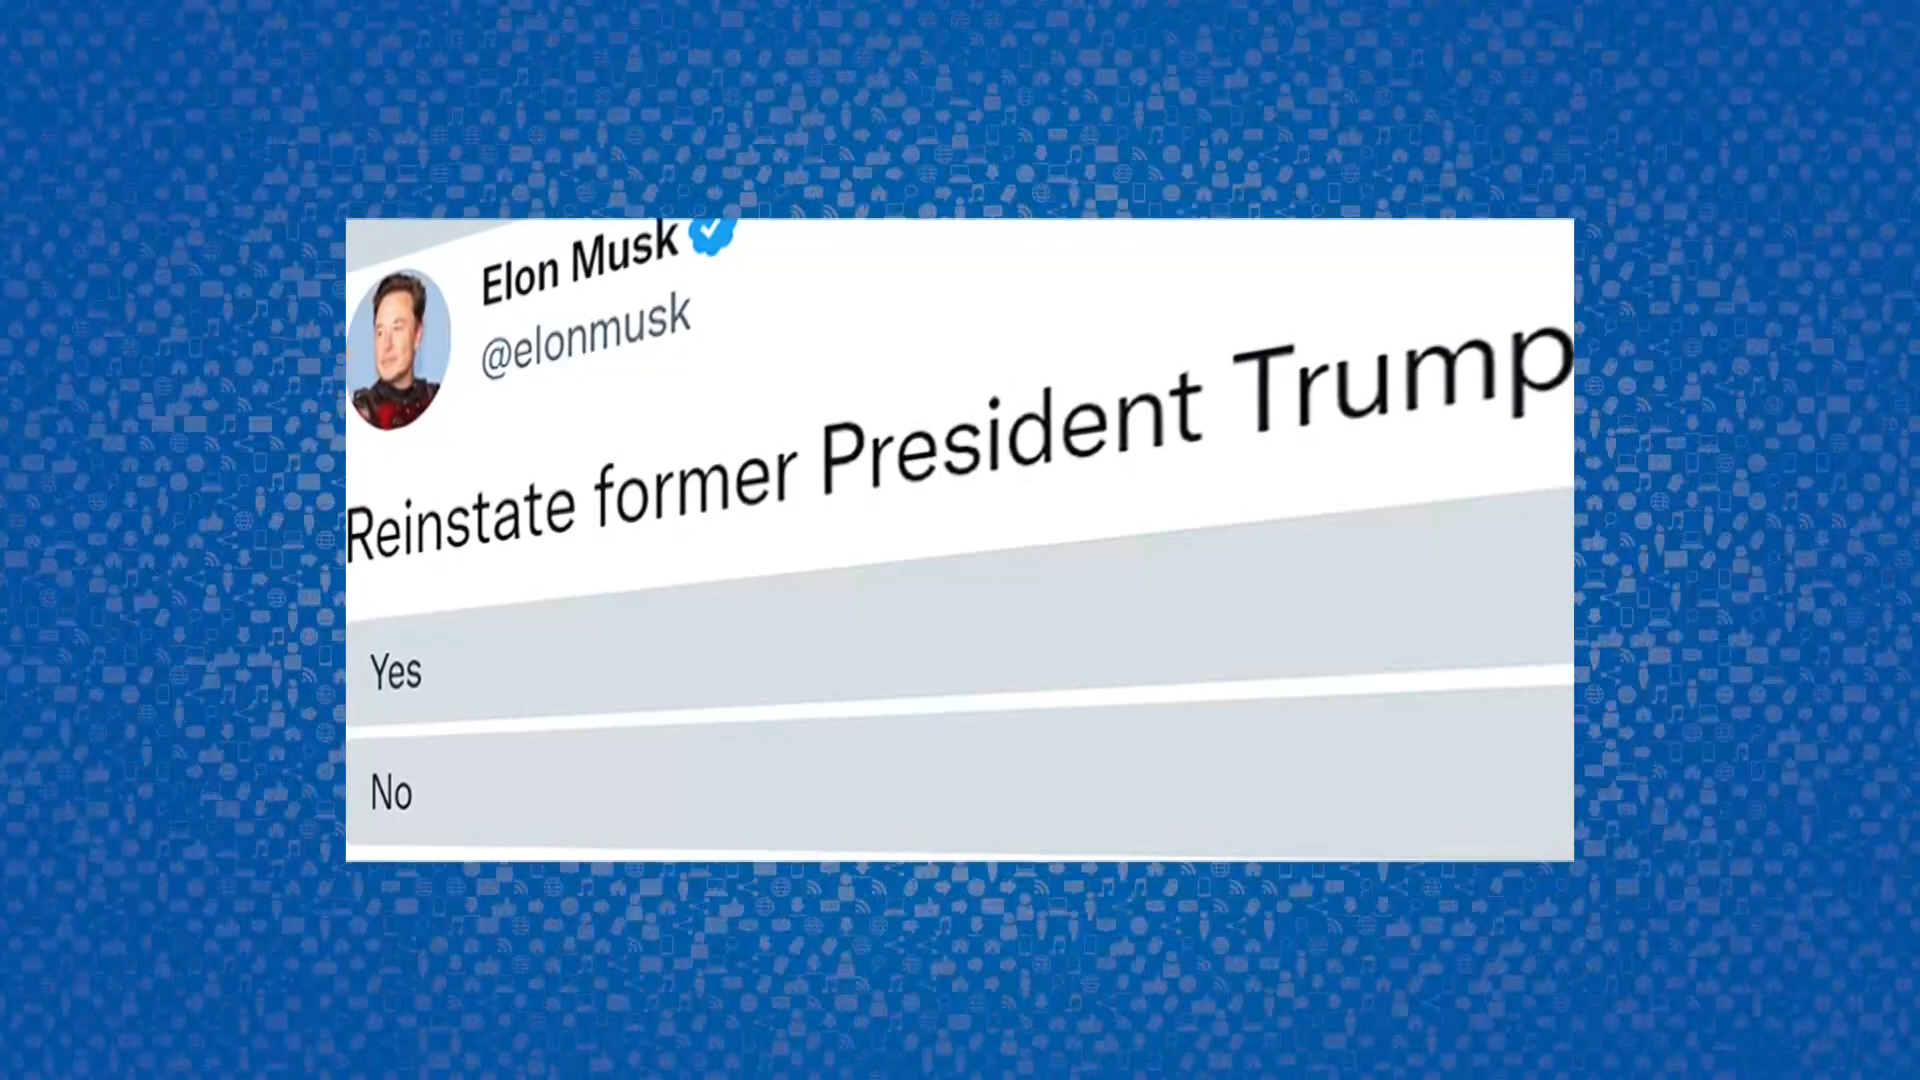 Elon Musk
@elonmusk
Reinstate former President Trump
Yes
No